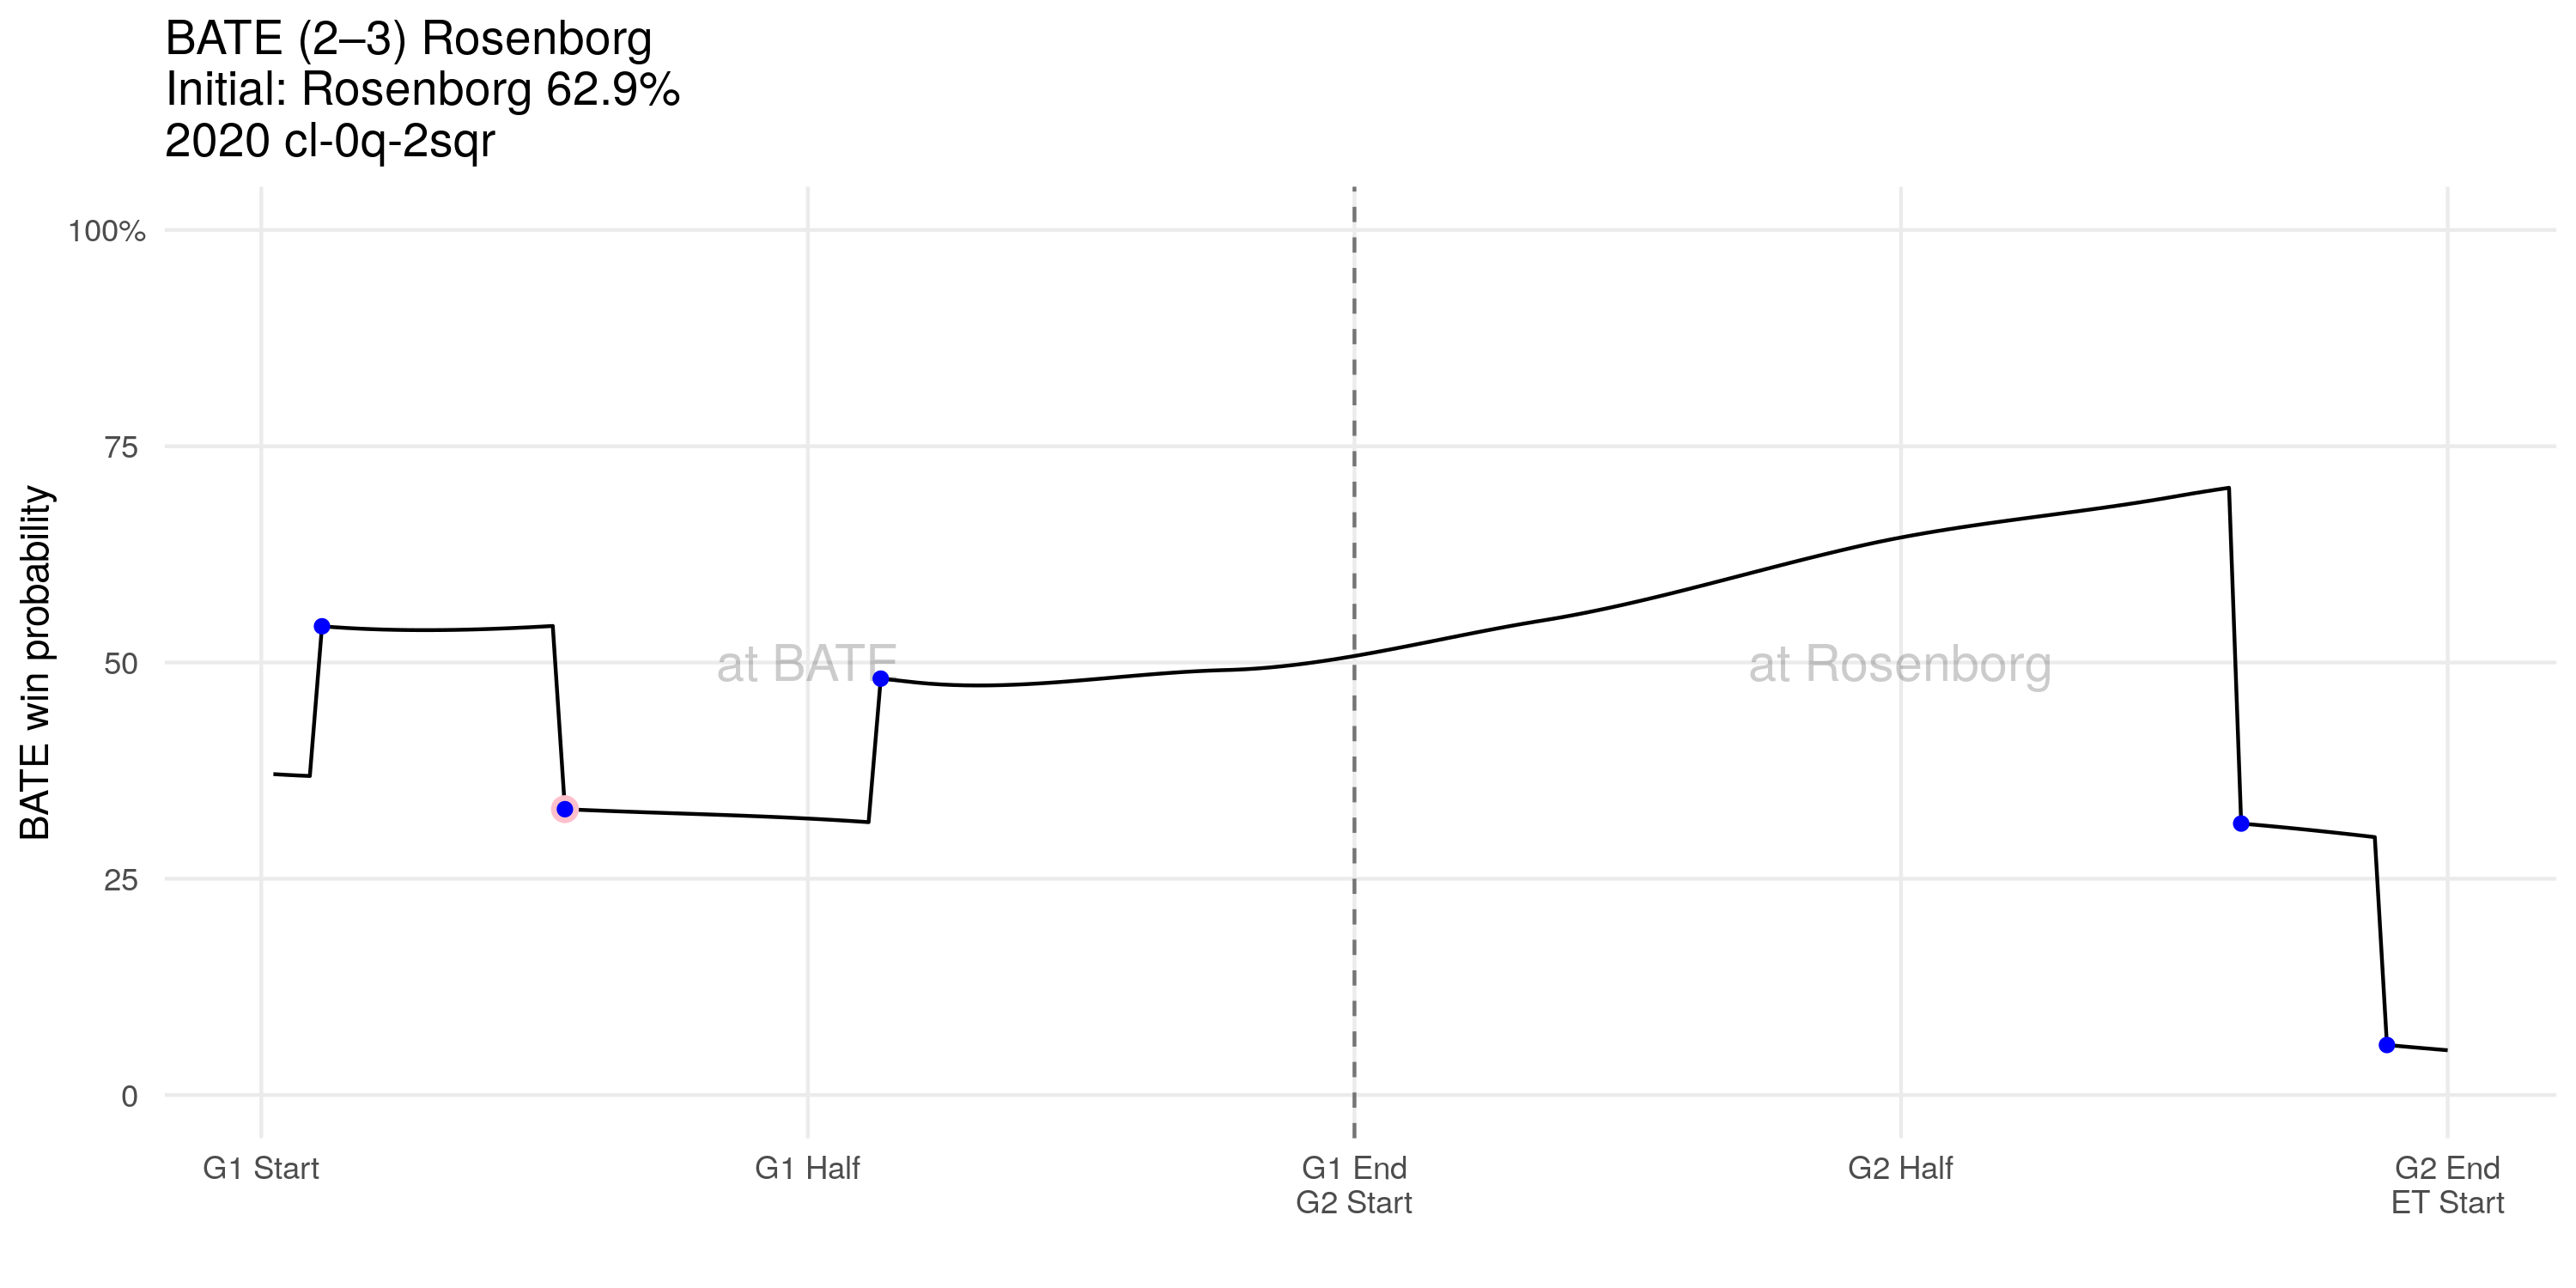 BATE (2–3) Rosenborg
Initial: Rosenborg 62.9%
2020 cl-0q-2sqr
BATE win probability
100%
75
50
25
0
at BATE
at Rosenborg
G1 Start
G1 Half
G1 End
G2 Start
G2 Half
G2 End
ET Start